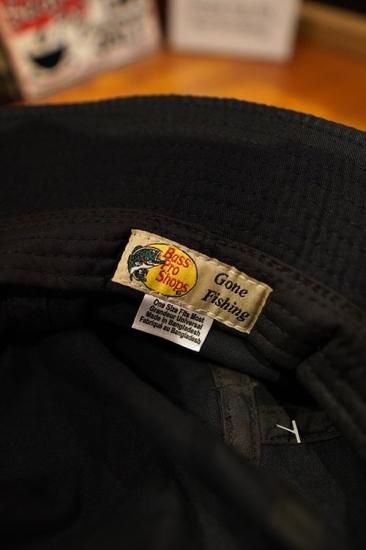 Bass
Pro
Shops
Gone
Fishing
One Size Fits Most
Grandeur Universal
Made in Bangladesh
Fabriqué au Bangladesh